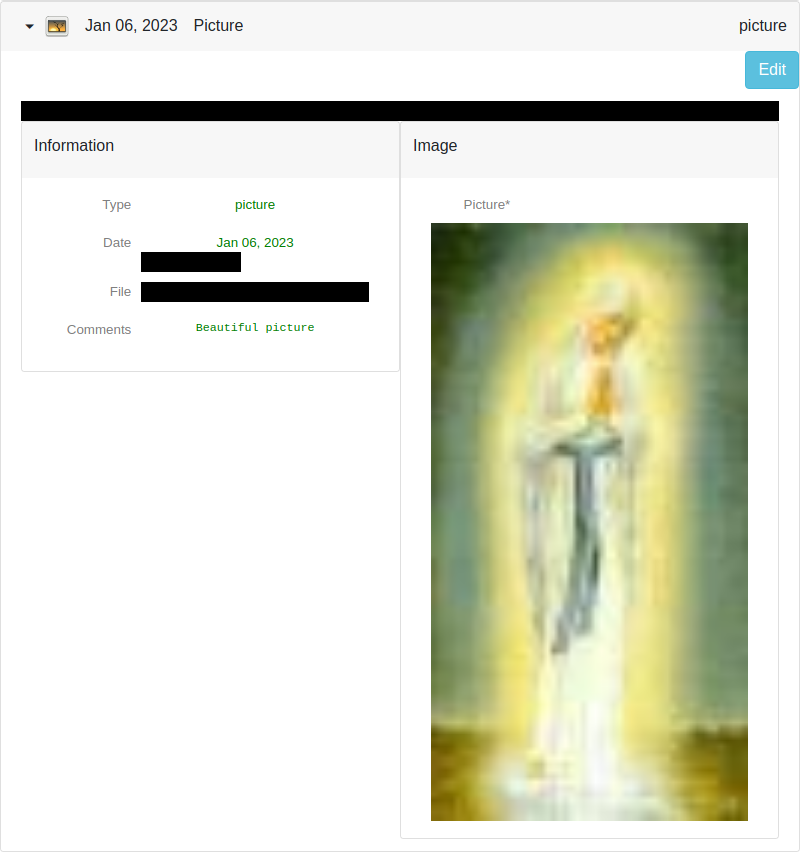 Jan 06, 2023 Picture picture
Edit
Information
Type picture
Date Jan 06, 2023
File
Comments Beautiful picture
Image
Picture*